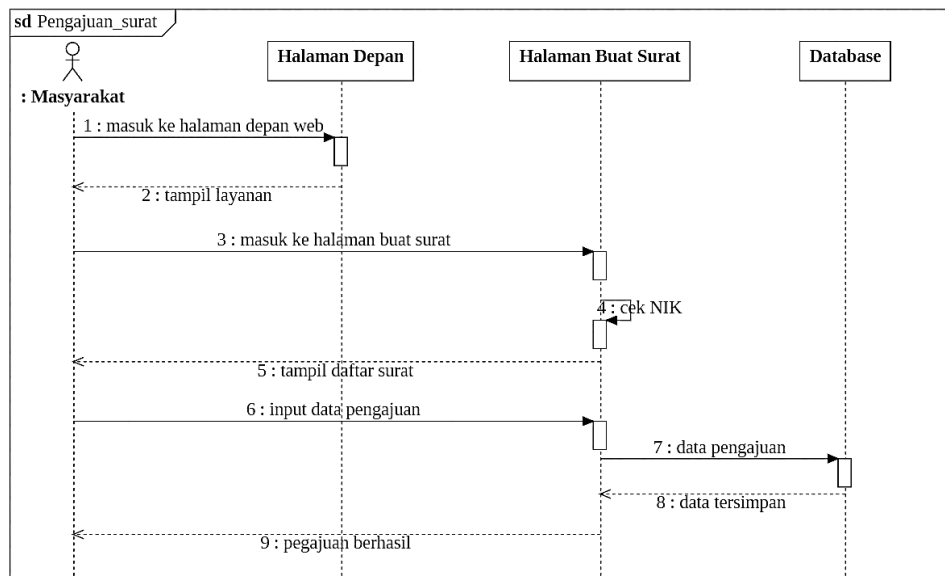 sd Pengajuan_surat
Halaman Depan
Halaman Buat Surat
Database
: Masyarakat
1 : masuk ke halaman depan web
2 : tampil layanan
3 : masuk ke halaman buat surat
4 : cek NIK
5 : tampil daftar surat
6 : input data pengajuan
7 : data pengajuan
8 : data tersimpan
9 : pegajuan berhasil